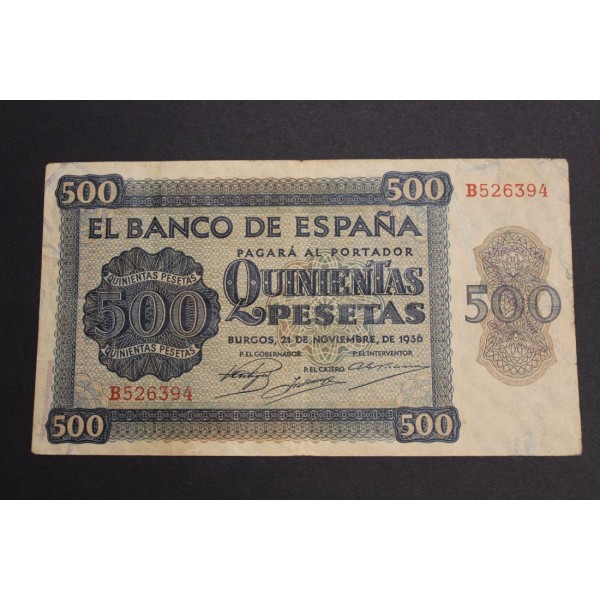 500 500
B526394
EL BANCO DE ESPAÑA
PAGARÁ AL PORTADOR
QUINIENTAS PESETAS
500
QUINIENTAS PESETAS
QUINIENTAS
PESETAS
500
BURGOS, 21 DE NOVIEMBRE, DE 1936
P. EL GOBERNADOR P. EL INTERVENTOR
P. EL CAJERO
B526394
500 500